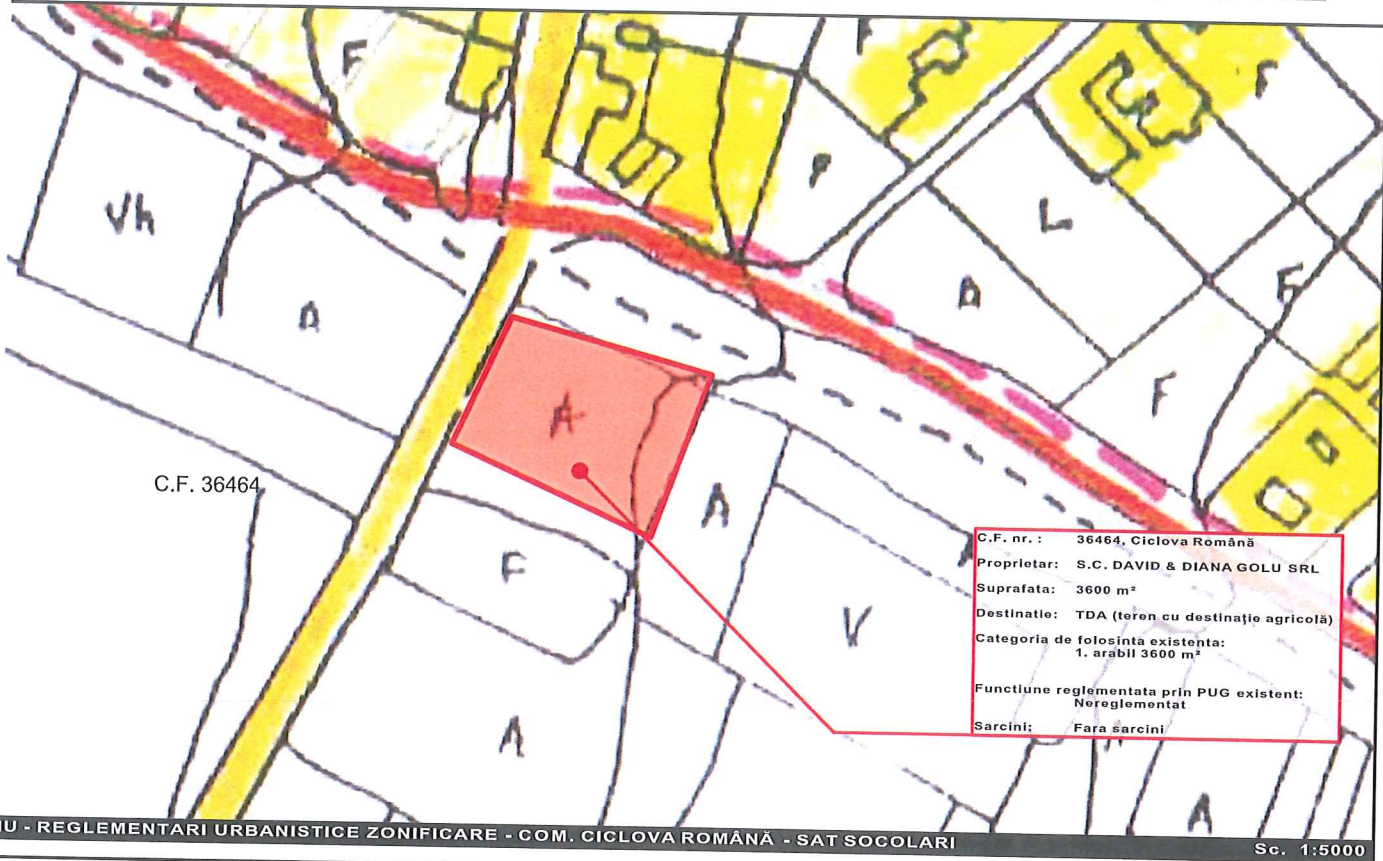 F
F
F
P
Vh
L
A
A
F
A
F
C.F. 36464
A
F
V
A
A
C.F. nr. : 36464, Ciclova Română
Proprietar: S.C. DAVID & DIANA GOLU SRL
Suprafata: 3600 m²
Destinatie: TDA (teren cu destinație agricolă)
Categoria de folosinta existenta:
1. arabil 3600 m²
Functiune reglementata prin PUG existent:
Nereglementat
Sarcini: Fara sarcini
- REGLEMENTARI URBANISTICE ZONIFICARE - COM. CICLOVA ROMÂNĂ - SAT SOCOLARI
Sc. 1:5000